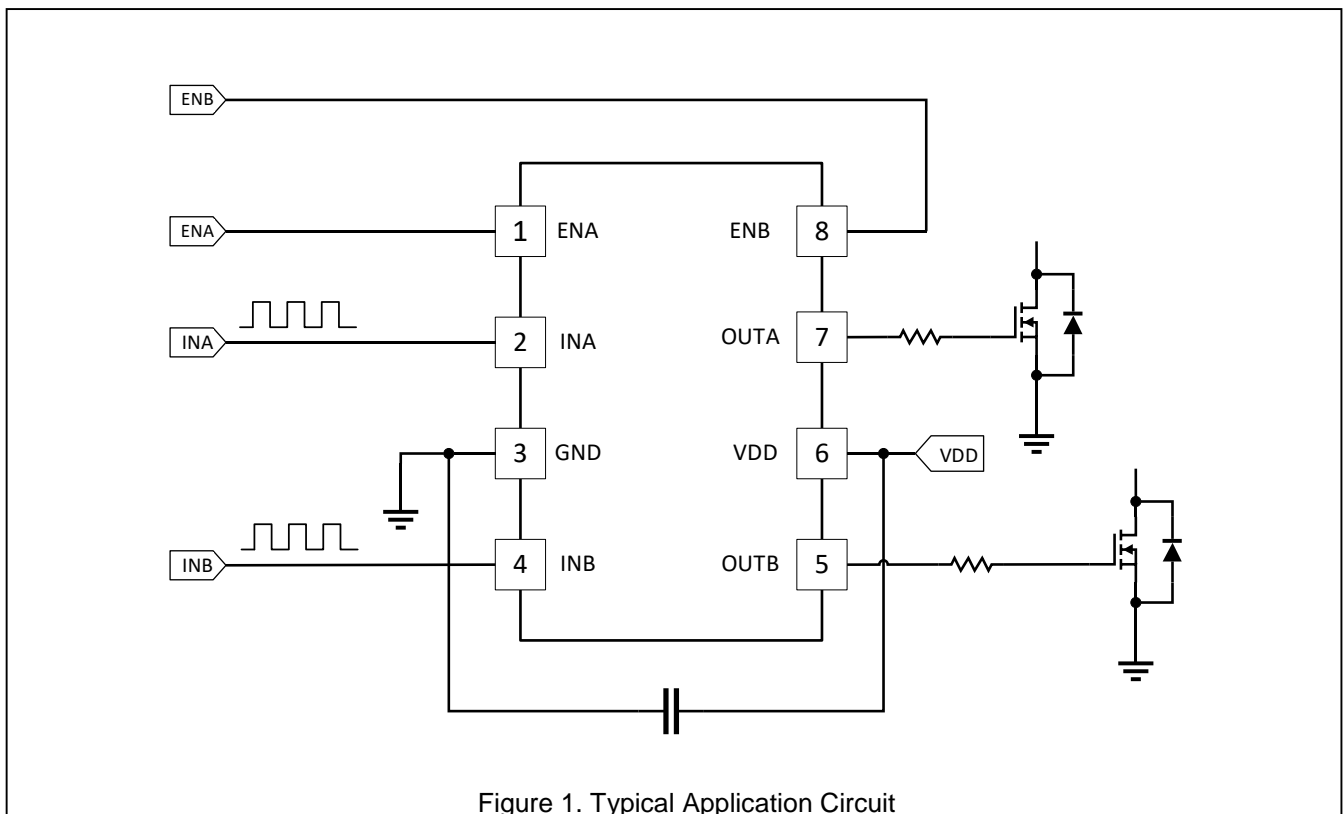 ENB
ENA
1 ENA
ENB 8
INA
2 INA
OUTA 7
3 GND
VDD 6
VDD
INB
4 INB
OUTB 5
Figure 1. Typical Application Circuit